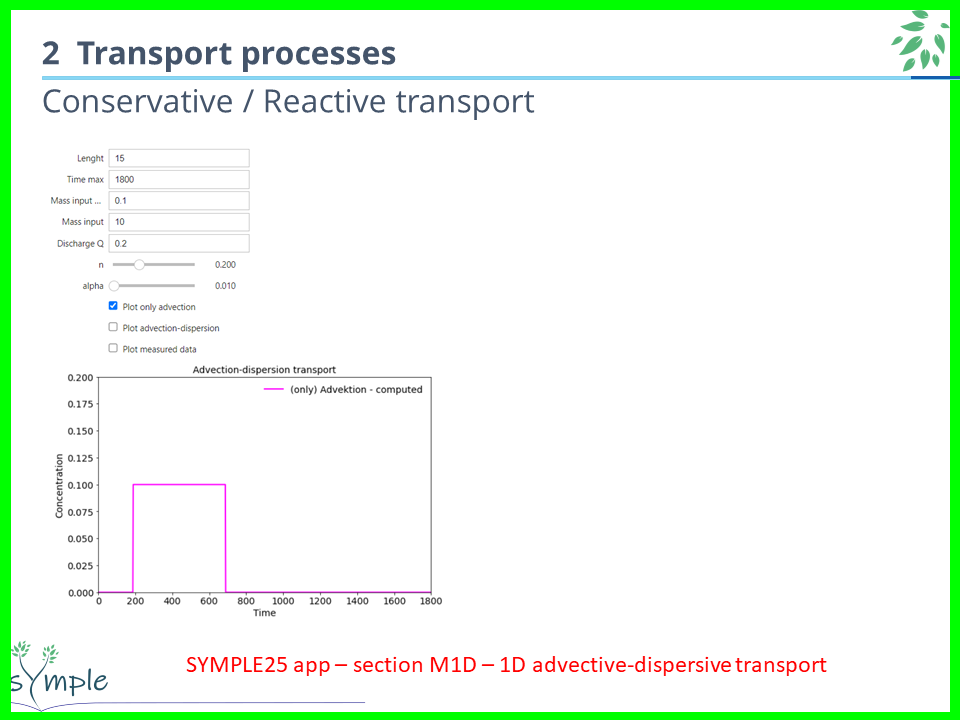 2 Transport processes
Conservative / Reactive transport
Lenght 15
Time max 1800
Mass input ... 0.1
Mass input 10
Discharge Q 0.2
n 0.200
alpha 0.010
Plot only advection
Plot advection-dispersion
Plot measured data
Advection-dispersion transport
(only) Advektion - computed
0.200
0.175
0.150
0.125
0.100
0.075
0.050
0.025
0.000
Concentration
0 200 400 600 800 1000 1200 1400 1600 1800
Time
SYMPLE25 app – section M1D – 1D advective-dispersive transport
sYmple